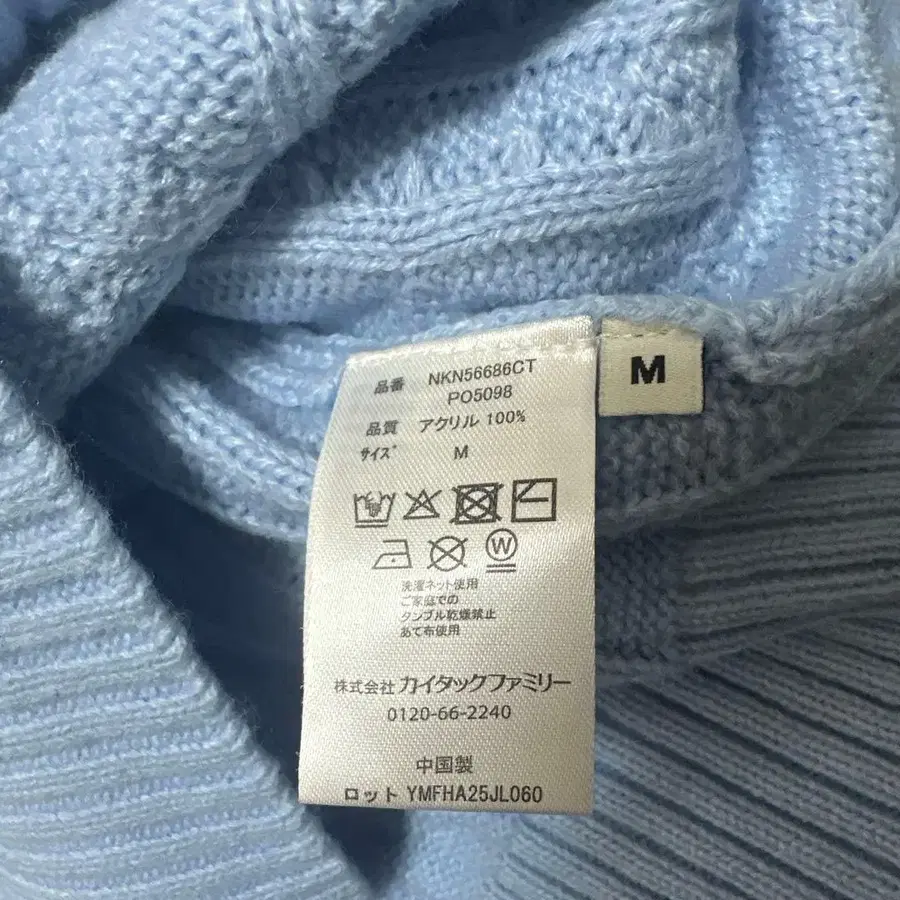 M
品番 NKN56686CT
PO5098
品質 アクリル 100%
サイズ M
W
洗濯ネット使用
ご家庭での
タンブル乾燥禁止
あて布使用
株式会社 カイタックファミリー
0120-66-2240
中国製
ロット YMFHA25JL060